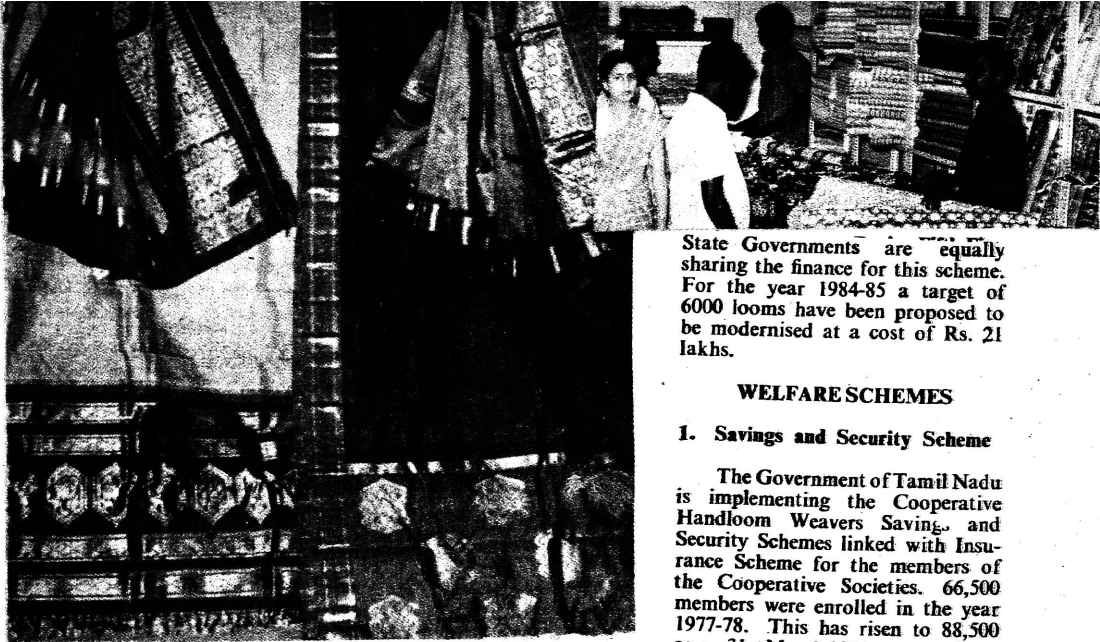 State Governments are equally
sharing the finance for this scheme.
For the year 1984-85 a target of
6000 looms have been proposed to
be modernised at a cost of Rs. 21
lakhs.
WELFARE SCHEMES
1. Savings and Security Scheme
The Government of Tamil Nadu
is implementing the Cooperative
Handloom Weavers Saving and
Security Schemes linked with Insu-
rance Scheme for the members of
the Cooperative Societies. 66,500
members were enrolled in the year
1977-78. This has risen to 88,500